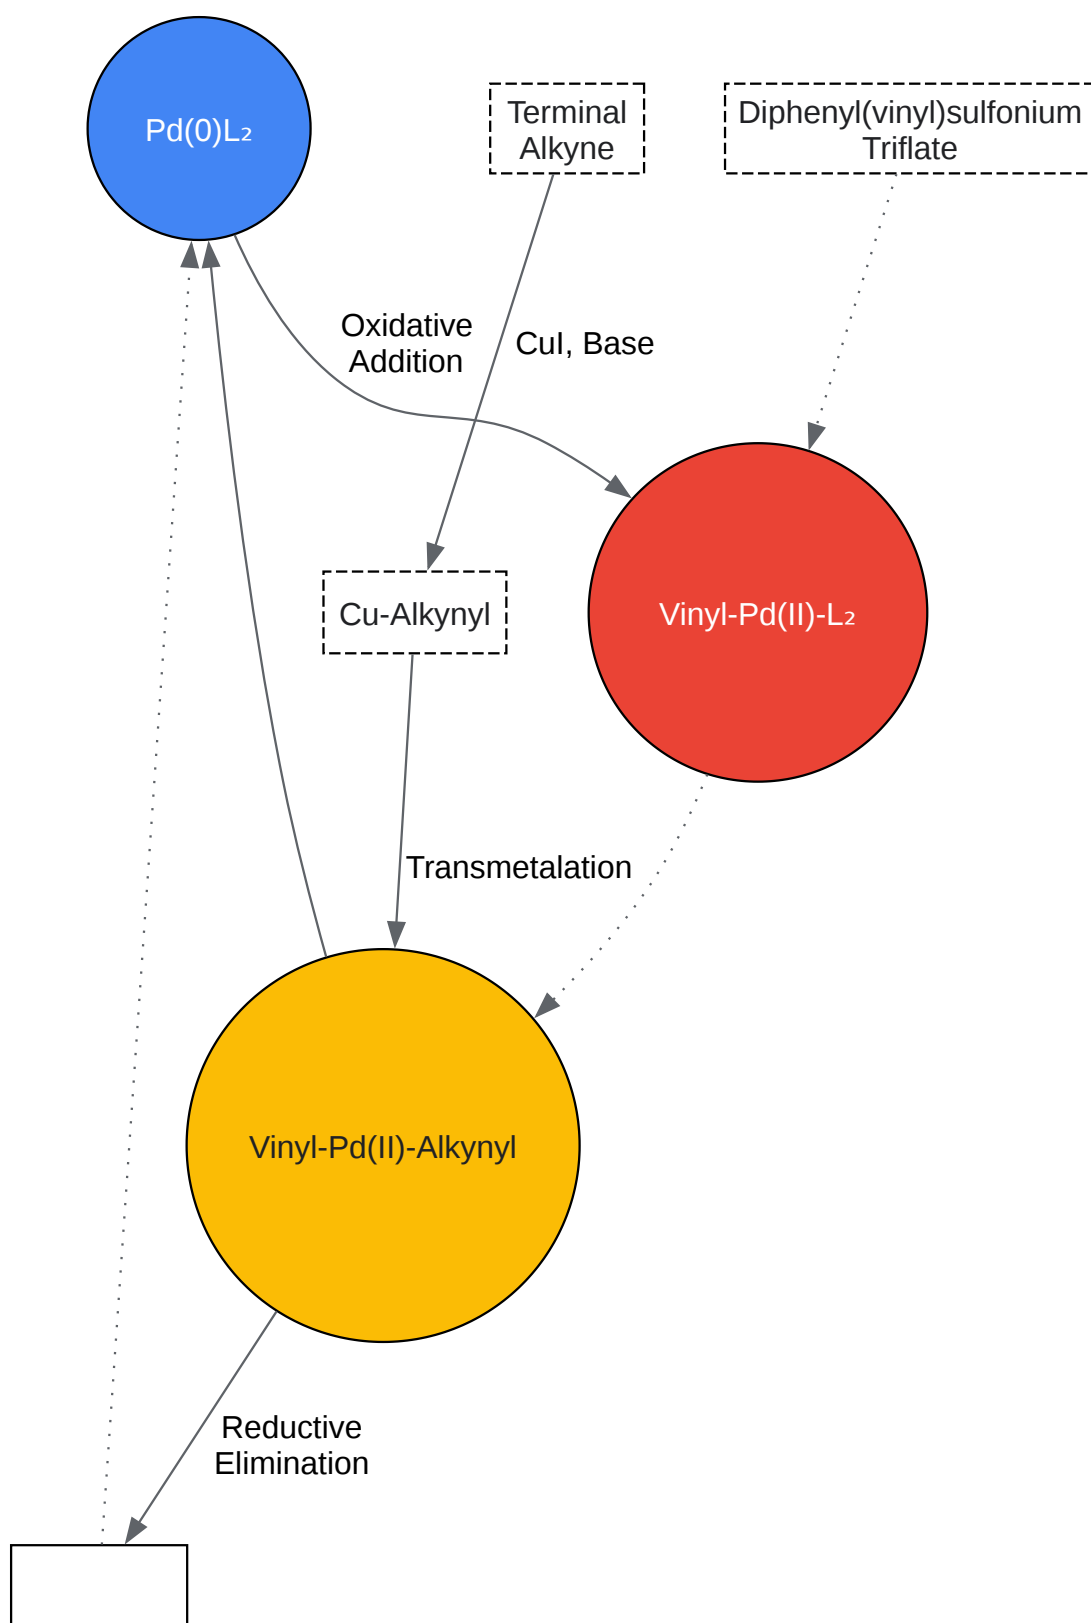 Pd(0)L₂
Terminal
Alkyne
Diphenyl(vinyl)sulfonium
Triflate
Oxidative
Addition
CuI, Base
Cu-Alkynyl
Vinyl-Pd(II)-L₂
Transmetalation
Vinyl-Pd(II)-Alkynyl
Reductive
Elimination